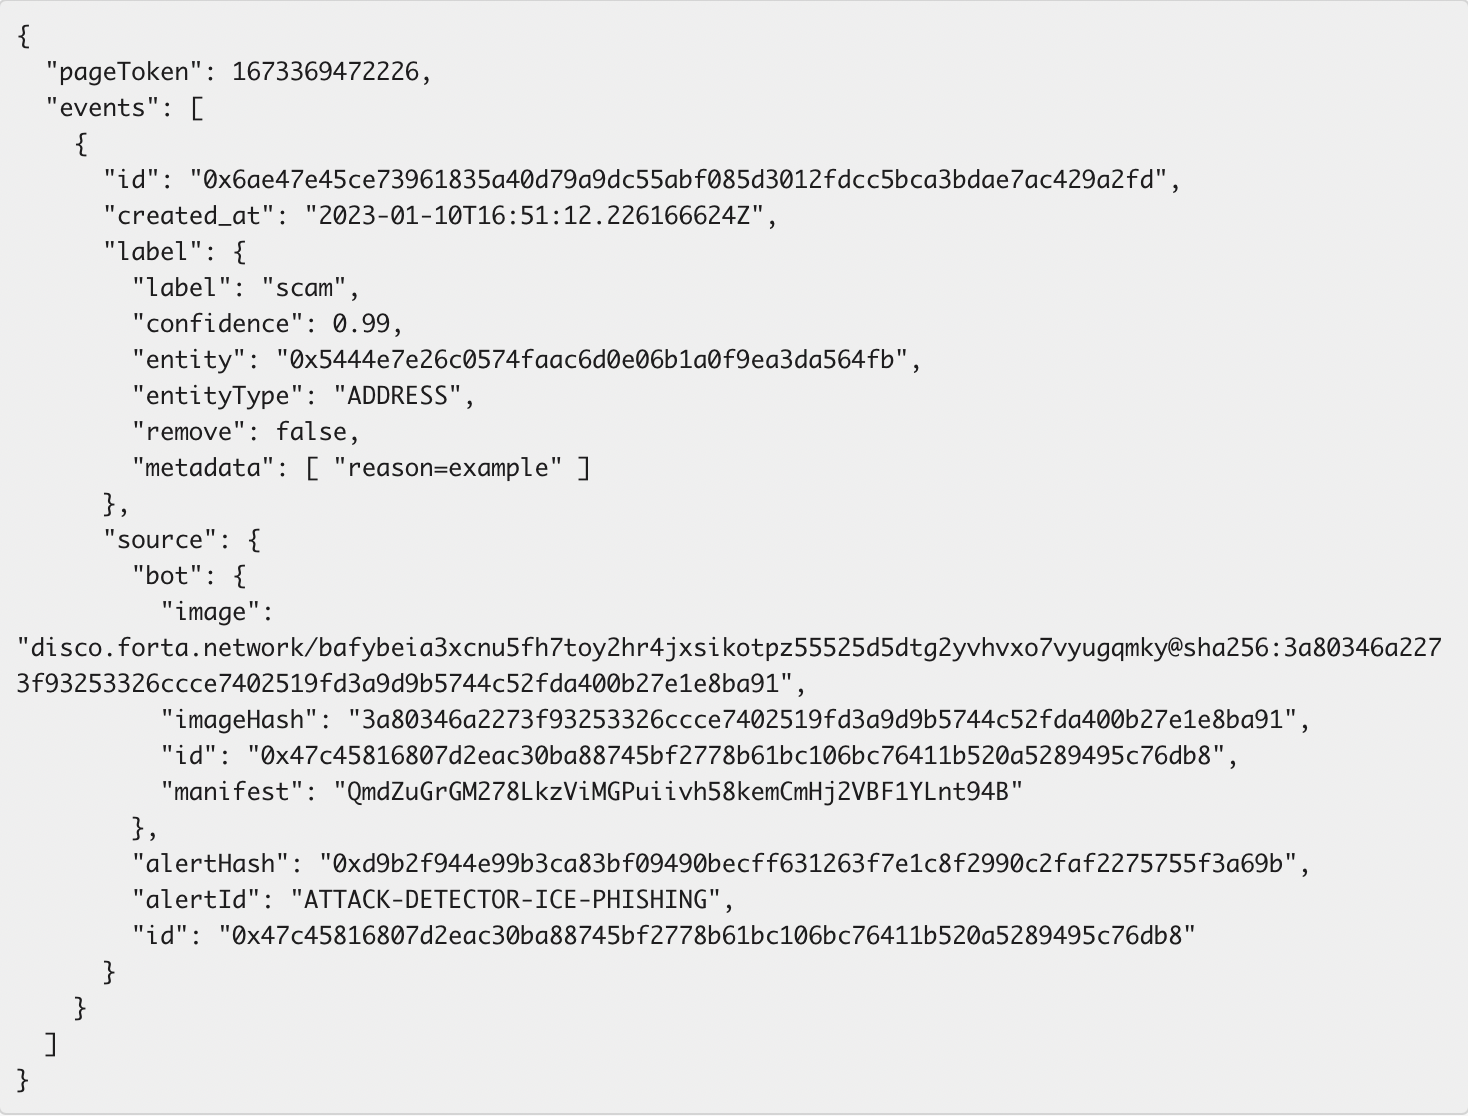 {
  "pageToken": 1673369472226,
  "events": [
    {
      "id": "0x6ae47e45ce73961835a40d79a9dc55abf085d3012fdcc5bca3bdae7ac429a2fd",
      "created_at": "2023-01-10T16:51:12.226166624Z",
      "label": {
        "label": "scam",
        "confidence": 0.99,
        "entity": "0x5444e7e26c0574faac6d0e06b1a0f9ea3da564fb",
        "entityType": "ADDRESS",
        "remove": false,
        "metadata": [ "reason=example" ]
      },
      "source": {
        "bot": {
          "image":
"disco.forta.network/bafybeia3xcnu5fh7toy2hr4jxsikotpz55525d5dtg2yvhvxo7vyugqmky@sha256:3a80346a227
3f93253326ccce7402519fd3a9d9b5744c52fda400b27e1e8ba91",
          "imageHash": "3a80346a2273f93253326ccce7402519fd3a9d9b5744c52fda400b27e1e8ba91",
          "id": "0x47c45816807d2eac30ba88745bf2778b61bc106bc76411b520a5289495c76db8",
          "manifest": "QmdZuGrGM278LkzViMGPuiivh58kemCmHj2VBF1YLnt94B"
        },
        "alertHash": "0xd9b2f944e99b3ca83bf09490becff631263f7e1c8f2990c2faf2275755f3a69b",
        "alertId": "ATTACK-DETECTOR-ICE-PHISHING",
        "id": "0x47c45816807d2eac30ba88745bf2778b61bc106bc76411b520a5289495c76db8"
      }
    }
  ]
}